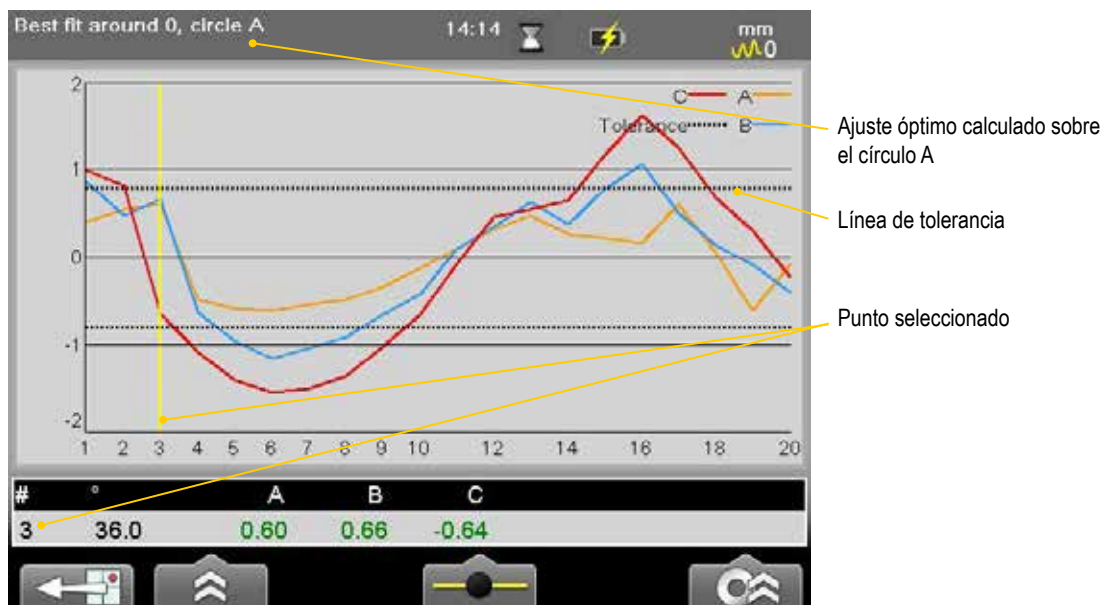 Best fit around 0, circle A
14:14
mm
0
2
1
0
-1
-2
C A
Tolerance B
1 2 3 4 5 6 7 8 9 10 12 14 16 18 20
# ° A B C
3 36.0 0.60 0.66 -0.64
Ajuste óptimo calculado sobre
el círculo A
Línea de tolerancia
Punto seleccionado